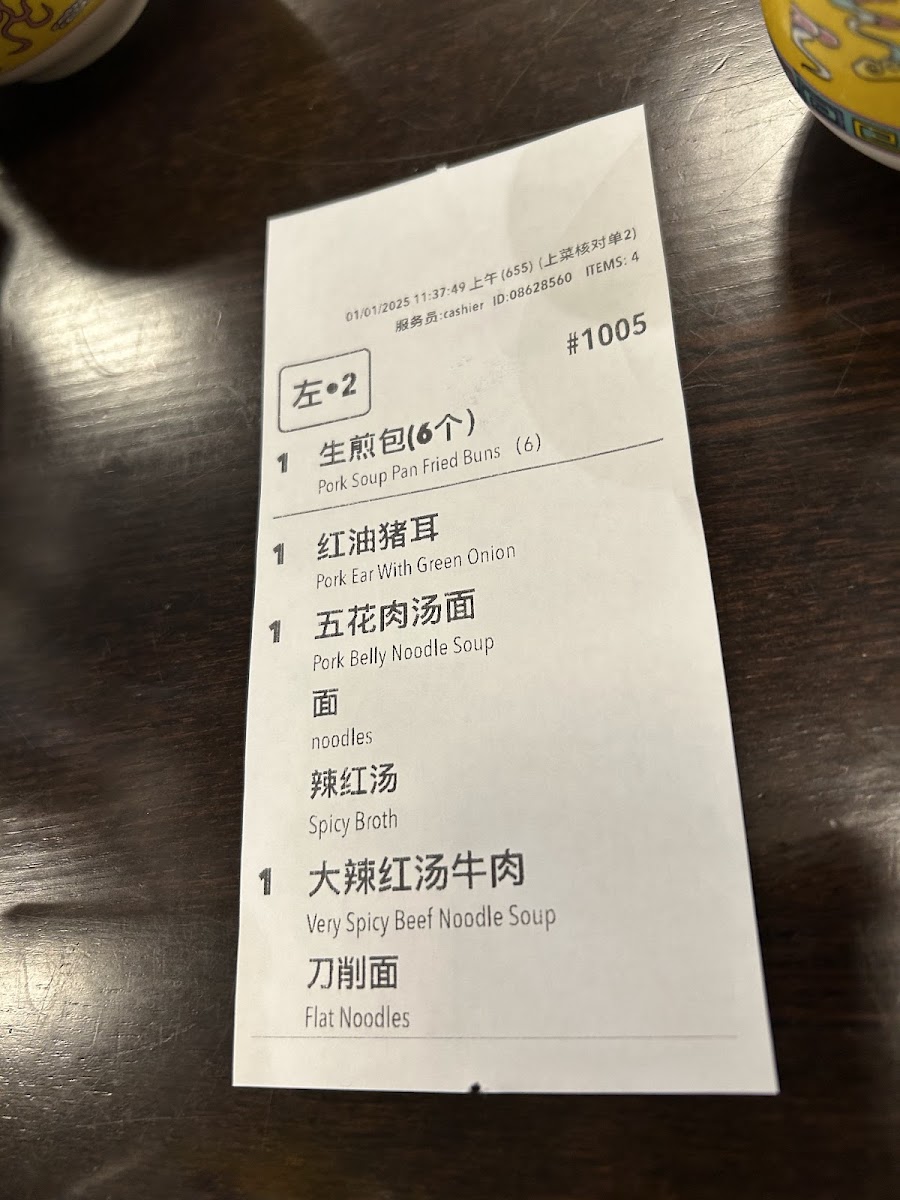 01/01/2025 11:37:49 上午 (655) (上菜核对单2)
服务员:cashier ID:08628560 ITEMS: 4
#1005
左•2
1 生煎包(6个)
Pork Soup Pan Fried Buns (6)
1 红油猪耳
Pork Ear With Green Onion
1 五花肉汤面
Pork Belly Noodle Soup
面
noodles
辣红汤
Spicy Broth
1 大辣红汤牛肉
Very Spicy Beef Noodle Soup
刀削面
Flat Noodles